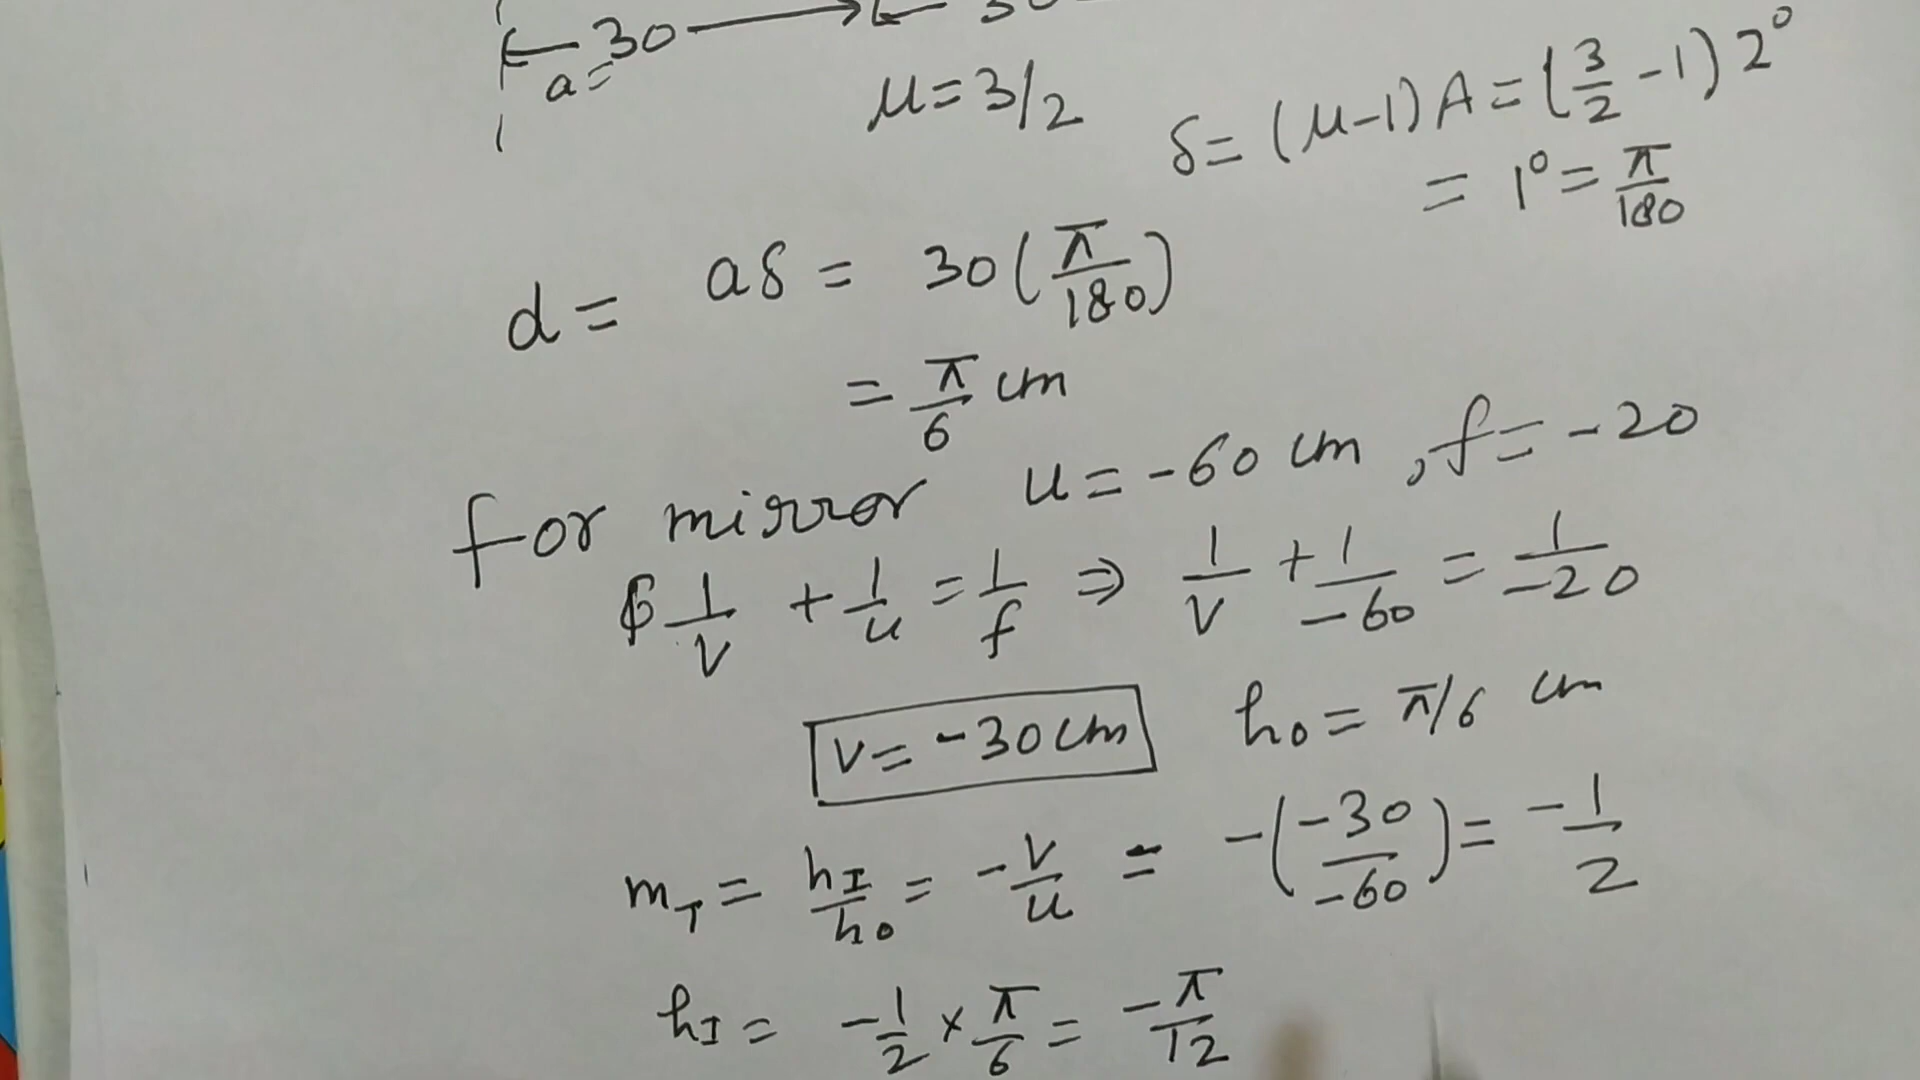 ←30→← 30
a=
μ=3/2
δ=(μ-1)A=(3/2-1)2°
=1°=π/180
d= aδ= 30(π/180)
=π/6 cm
for mirror u=-60 cm, f=-20
1/v+1/u=1/f ⇒ 1/v+1/-60=1/-20
v=-30cm h₀=π/6 cm
m_T=h_I/h₀=-v/u=-(-30/-60)=-1/2
h_I=-1/2×π/6=-π/12